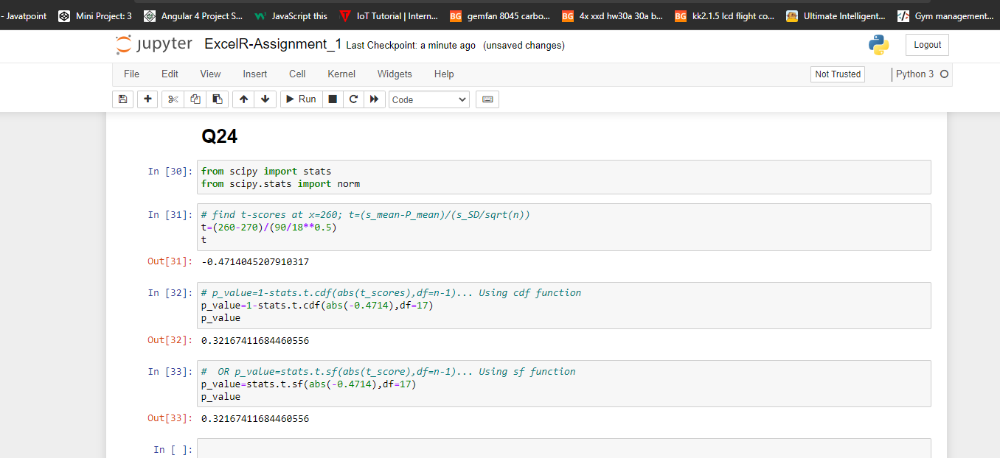 - Javatpoint Mini Project: 3 Angular 4 Project S... JavaScript this IoT Tutorial | Intern... BG gemfan 8045 carbo... BG 4x xxd hw30a 30a b... BG kk2.1.5 lcd flight co... Ultimate Intelligent... Gym management...
jupyter ExcelR-Assignment_1 Last Checkpoint: a minute ago (unsaved changes) Logout
File Edit View Insert Cell Kernel Widgets Help Not Trusted Python 3
Run Code
Q24
In [30]: from scipy import stats
from scipy.stats import norm
In [31]: # find t-scores at x=260; t=(s_mean-P_mean)/(s_SD/sqrt(n))
t=(260-270)/(90/18**0.5)
t
Out[31]: -0.4714045207910317
In [32]: # p_value=1-stats.t.cdf(abs(t_scores),df=n-1)... Using cdf function
p_value=1-stats.t.cdf(abs(-0.4714),df=17)
p_value
Out[32]: 0.32167411684460556
In [33]: #  OR p_value=stats.t.sf(abs(t_score),df=n-1)... Using sf function
p_value=stats.t.sf(abs(-0.4714),df=17)
p_value
Out[33]: 0.32167411684460556
In [ ]: